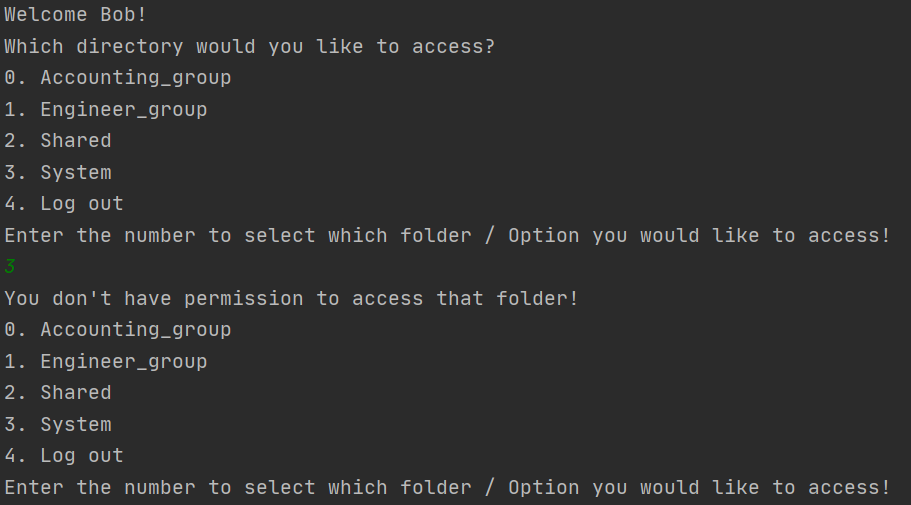 Welcome Bob!
Which directory would you like to access?
0. Accounting_group
1. Engineer_group
2. Shared
3. System
4. Log out
Enter the number to select which folder / Option you would like to access!
3
You don't have permission to access that folder!
0. Accounting_group
1. Engineer_group
2. Shared
3. System
4. Log out
Enter the number to select which folder / Option you would like to access!